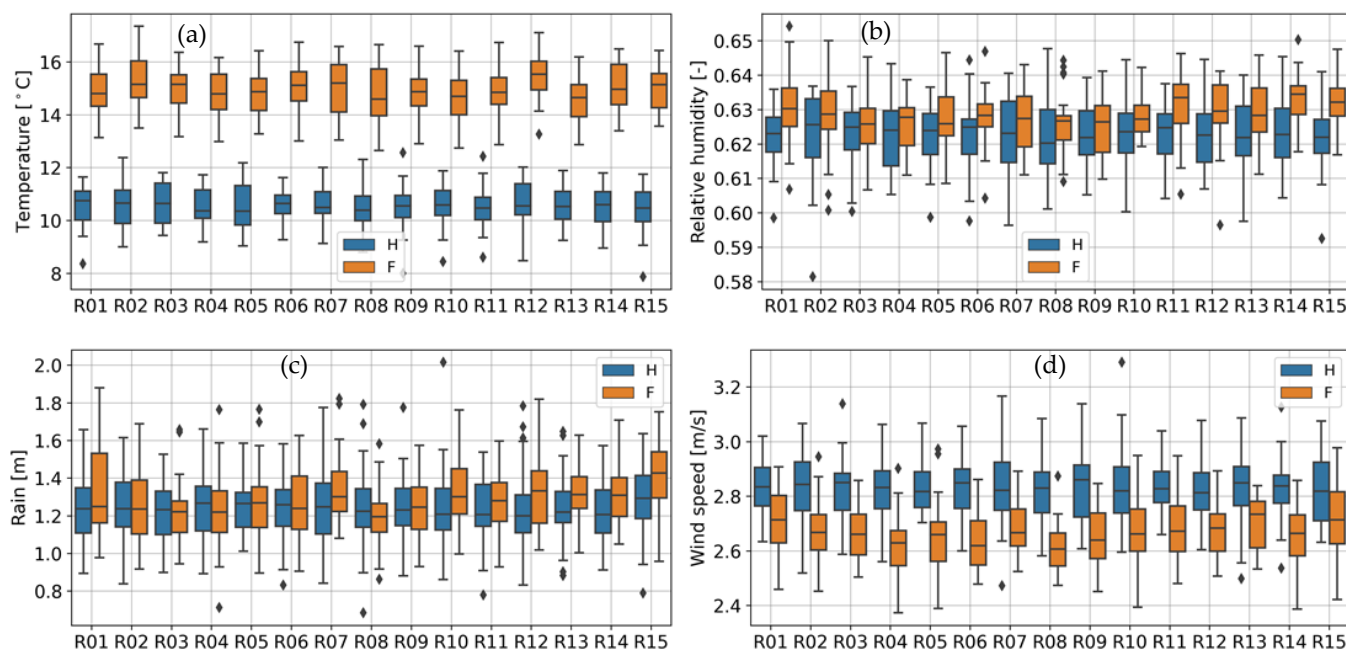 (a)
Temperature [°C]
16
14
12
10
8
H
F
R01 R02 R03 R04 R05 R06 R07 R08 R09 R10 R11 R12 R13 R14 R15
(b)
Relative humidity [-]
0.65
0.64
0.63
0.62
0.61
0.60
0.59
0.58
H
F
R01 R02 R03 R04 R05 R06 R07 R08 R09 R10 R11 R12 R13 R14 R15
(c)
Rain [m]
2.0
1.8
1.6
1.4
1.2
1.0
0.8
H
F
R01 R02 R03 R04 R05 R06 R07 R08 R09 R10 R11 R12 R13 R14 R15
(d)
Wind speed [m/s]
3.2
3.0
2.8
2.6
2.4
H
F
R01 R02 R03 R04 R05 R06 R07 R08 R09 R10 R11 R12 R13 R14 R15